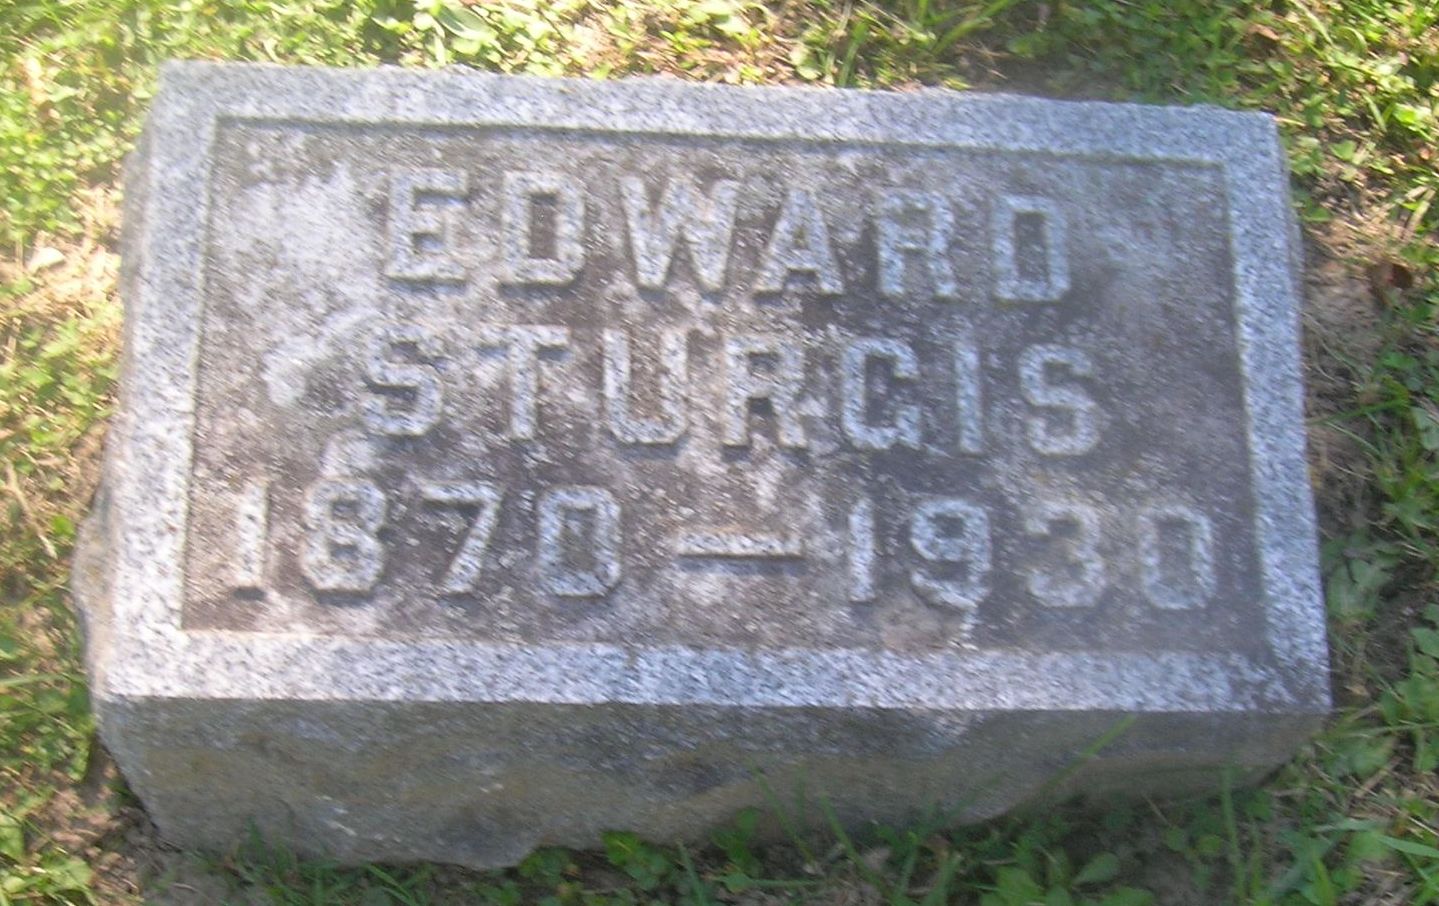 EDWARD
STURGIS
1870 — 1930